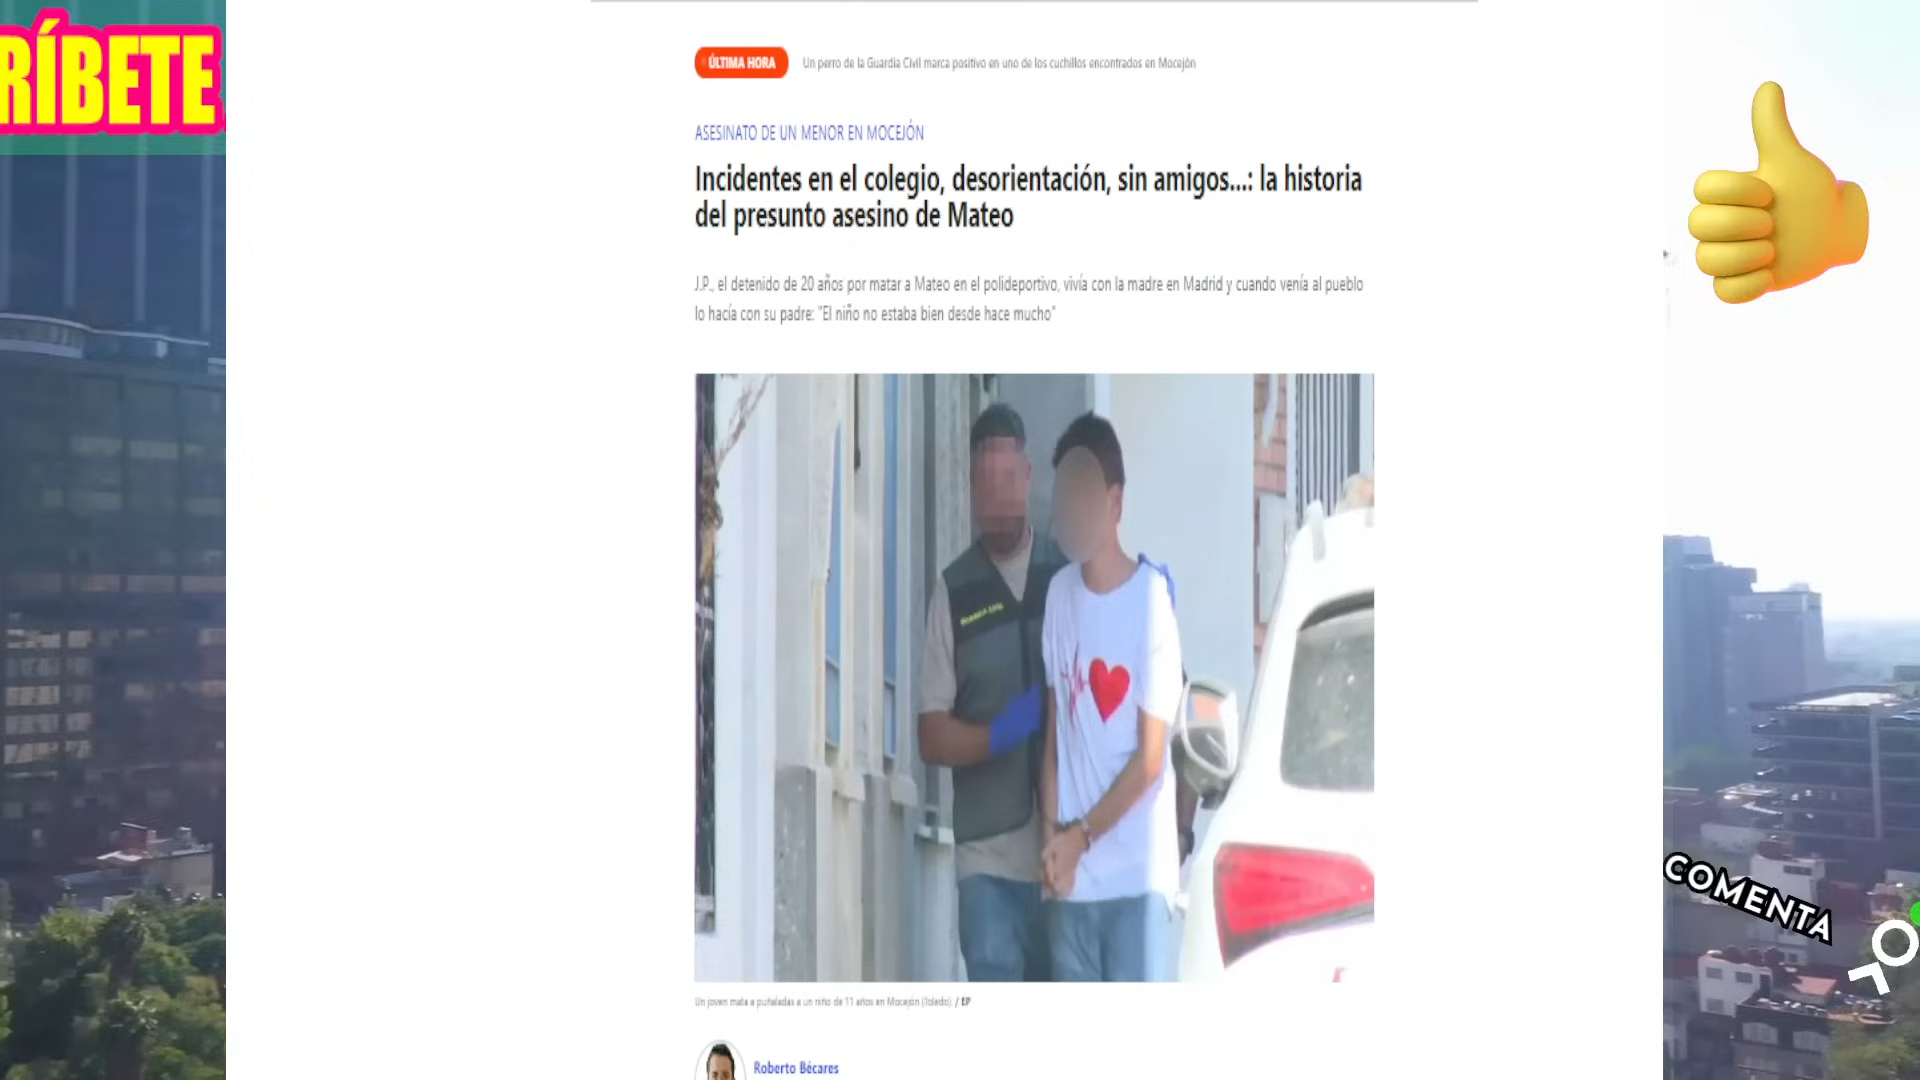 RÍBETE
ÚLTIMA HORA
Un perro de la Guardia Civil marca positivo en uno de los cuchillos encontrados en Mocejón
ASESINATO DE UN MENOR EN MOCEJÓN
Incidentes en el colegio, desorientación, sin amigos...: la historia
del presunto asesino de Mateo
J.P., el detenido de 20 años por matar a Mateo en el polideportivo, vivía con la madre en Madrid y cuando venía al pueblo
lo hacía con su padre: "El niño no estaba bien desde hace mucho"
GUARDIA CIVIL
COMENTA
Un joven mata a puñaladas a un niño de 11 años en Mocejón (Toledo). / EP
Roberto Bécares